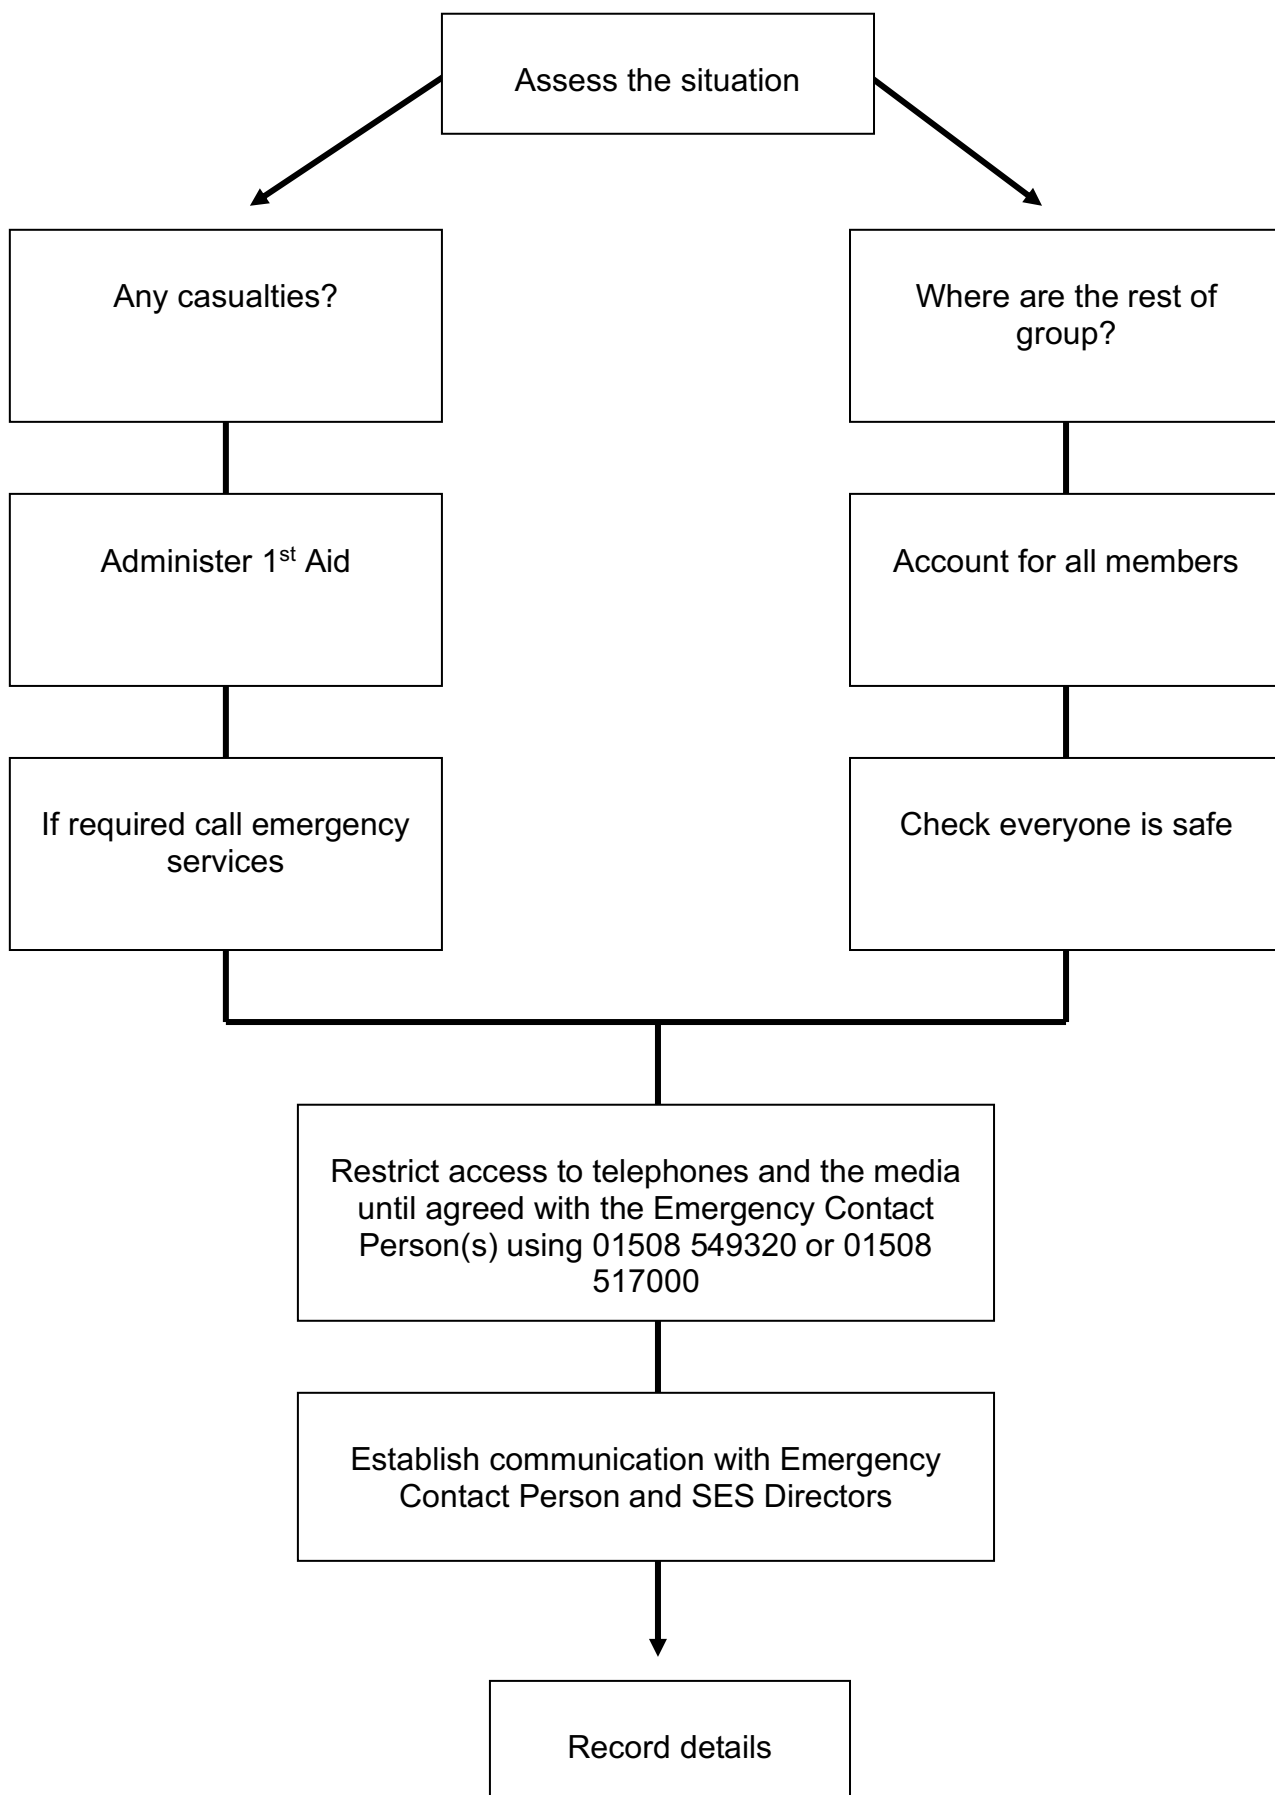 Assess the situation
Any casualties?
Where are the rest of
group?
Administer 1st Aid
Account for all members
If required call emergency
services
Check everyone is safe
Restrict access to telephones and the media
until agreed with the Emergency Contact
Person(s) using 01508 549320 or 01508
517000
Establish communication with Emergency
Contact Person and SES Directors
Record details